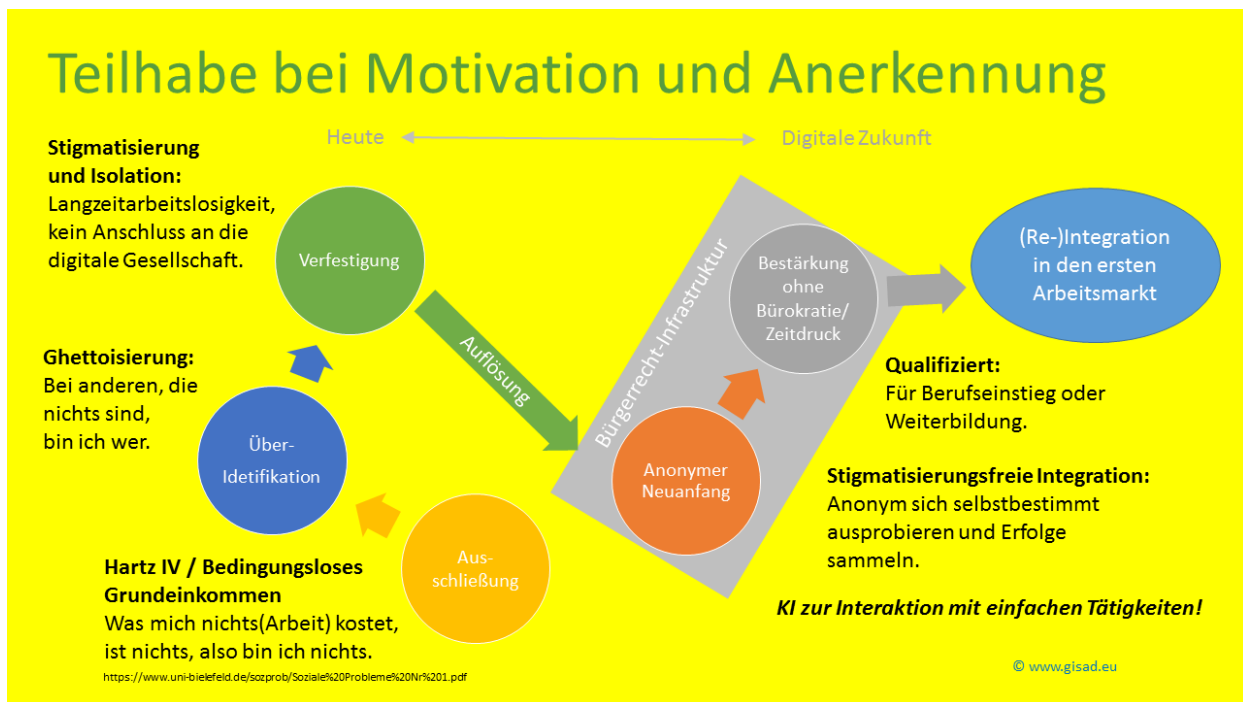 Teilhabe bei Motivation und Anerkennung
Heute
Digitale Zukunft
Stigmatisierung
und Isolation:
Langzeitarbeitslosigkeit,
kein Anschluss an die
digitale Gesellschaft.
Verfestigung
Auflösung
Ghettoisierung:
Bei anderen, die
nichts sind,
bin ich wer.
Über-
Idetifikation
Hartz IV / Bedingungsloses
Grundeinkommen
Was mich nichts(Arbeit) kostet,
ist nichts, also bin ich nichts.
https://www.uni-bielefeld.de/sozprob/Soziale%20Probleme%20Nr%201.pdf
Aus-
schließung
Bürgerrecht-Infrastruktur
Anonymer
Neuanfang
Bestärkung
ohne
Bürokratie/
Zeitdruck
(Re-)Integration
in den ersten
Arbeitsmarkt
Qualifiziert:
Für Berufseinstieg oder
Weiterbildung.
Stigmatisierungsfreie Integration:
Anonym sich selbstbestimmt
ausprobieren und Erfolge
sammeln.
KI zur Interaktion mit einfachen Tätigkeiten!
© www.gisad.eu